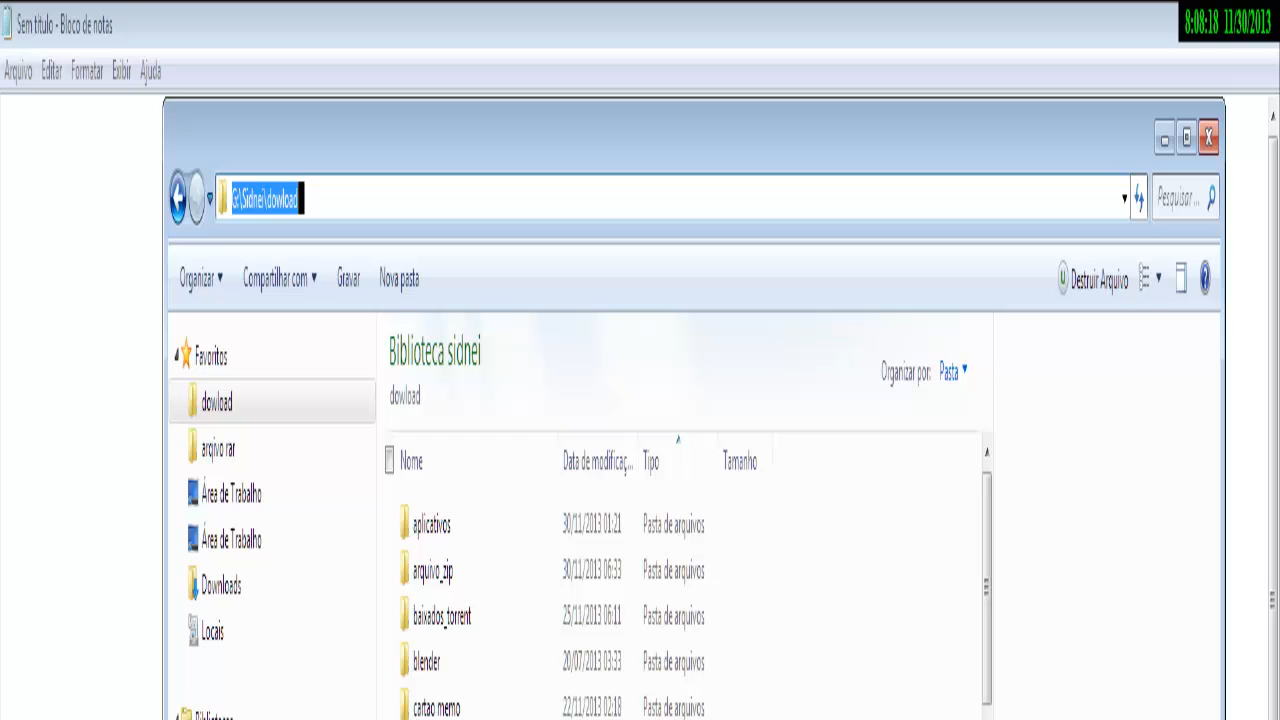 Sem título - Bloco de notas
8:08:18 11/30/2013
Arquivo Editar Formatar Exibir Ajuda
G:\Sidnei\dowload
Pesquisar ...
Organizar Compartilhar com Gravar Nova pasta
Destruir Arquivo
Favoritos
dowload
arqivo rar
Área de Trabalho
Área de Trabalho
Downloads
Locais
Bibliotecas
Biblioteca sidnei
dowload
Organizar por: Pasta
Nome Data de modificaç... Tipo Tamanho
aplicativos 30/11/2013 01:21 Pasta de arquivos
arquivo_zip 30/11/2013 06:33 Pasta de arquivos
baixados_torrent 25/11/2013 06:11 Pasta de arquivos
blender 20/07/2013 03:33 Pasta de arquivos
cartao memo 22/11/2013 02:18 Pasta de arquivos